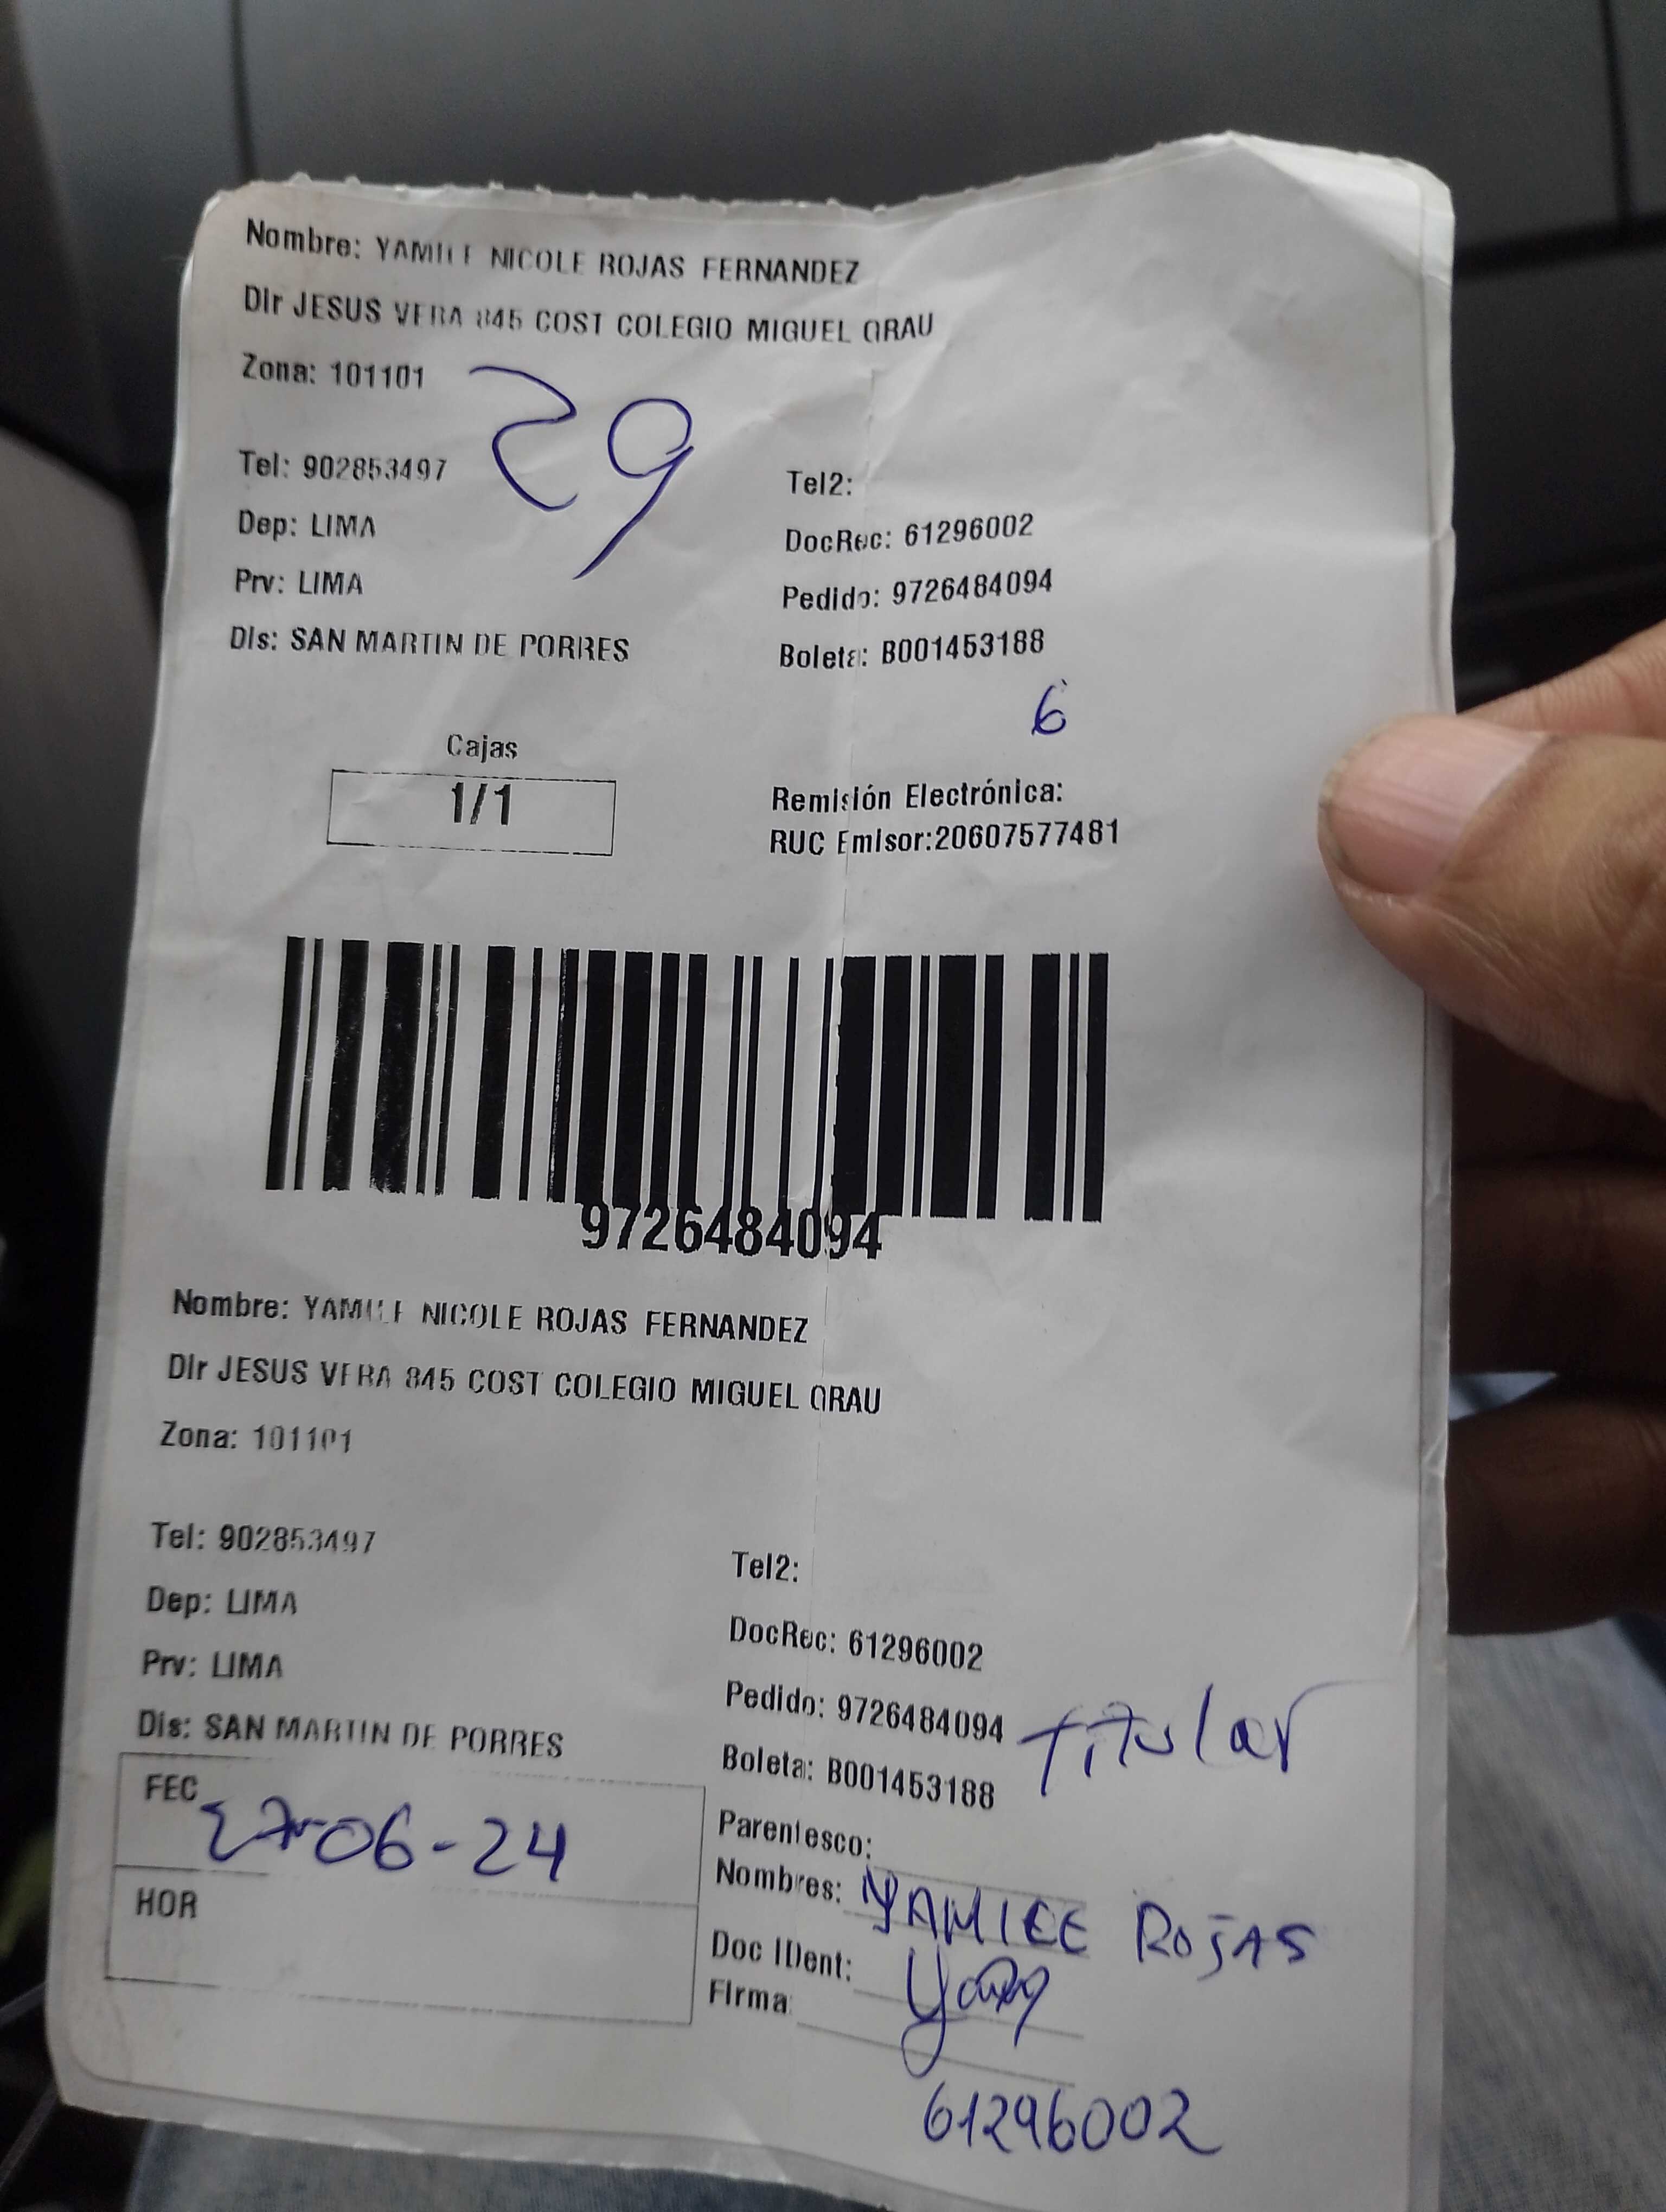 Nombre: YAMILE NICOLE ROJAS FERNANDEZ
Dir JESUS VERA 845 COST COLEGIO MIGUEL GRAU
Zona: 101101
29
Tel: 902853497
Tel2:
Dep: LIMA
DocRec: 61296002
Prv: LIMA
Pedido: 9726484094
Dis: SAN MARTIN DE PORRES
Boleta: B001453188
6
Cajas
1/1
Remisión Electrónica:
RUC Emisor:20607577481
9726484094
Nombre: YAMILE NICOLE ROJAS FERNANDEZ
Dir JESUS VERA 845 COST COLEGIO MIGUEL GRAU
Zona: 101101
Tel: 902853497
Tel2:
Dep: LIMA
DocRec: 61296002
Prv: LIMA
Pedido: 9726484094
Titular
Dis: SAN MARTIN DE PORRES
Boleta: B001453188
FEC
27-06-24
HOR
Parentesco:
Nombres: YAMILE ROJAS
Doc IDent:
Firma:
61296002